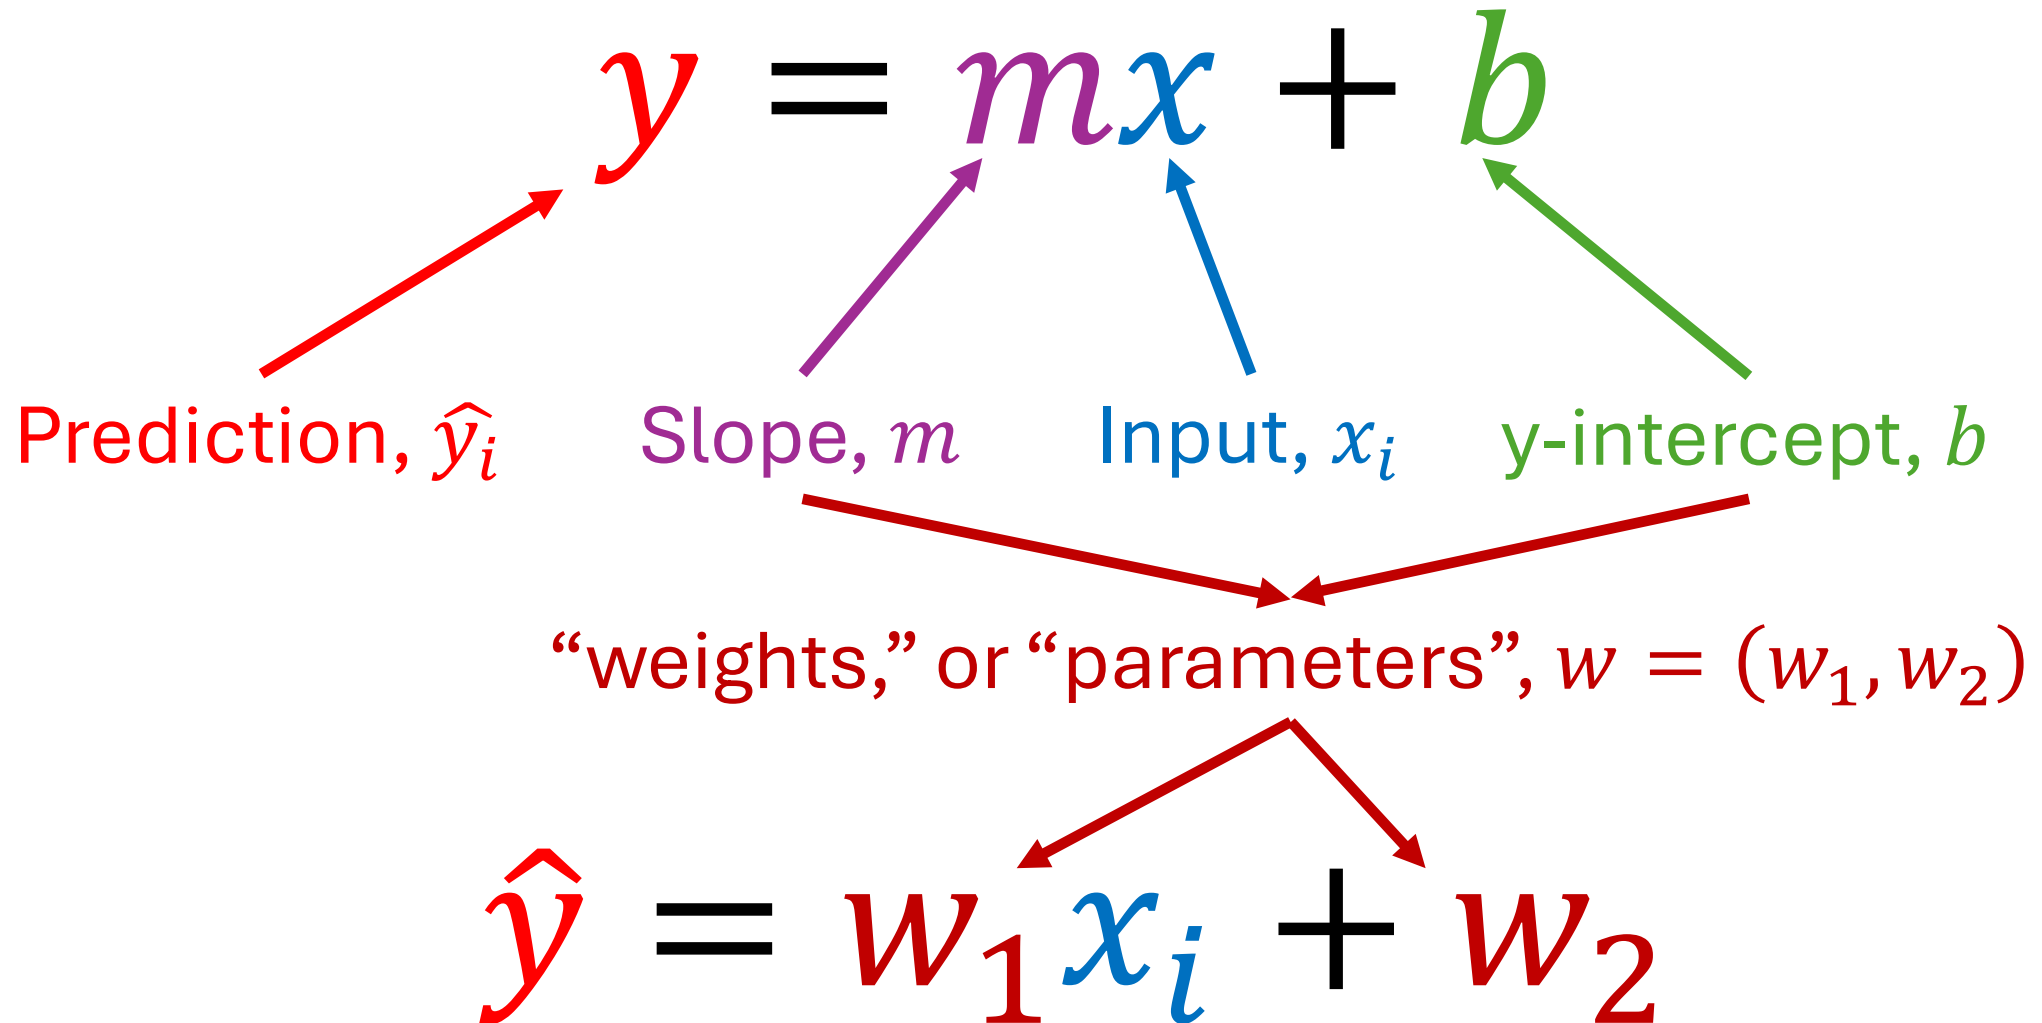 y = mx + b
Prediction, ŷᵢ Slope, m Input, xᵢ y-intercept, b
“weights,” or “parameters”, w = (w₁, w₂)
ŷ = w₁xᵢ + w₂